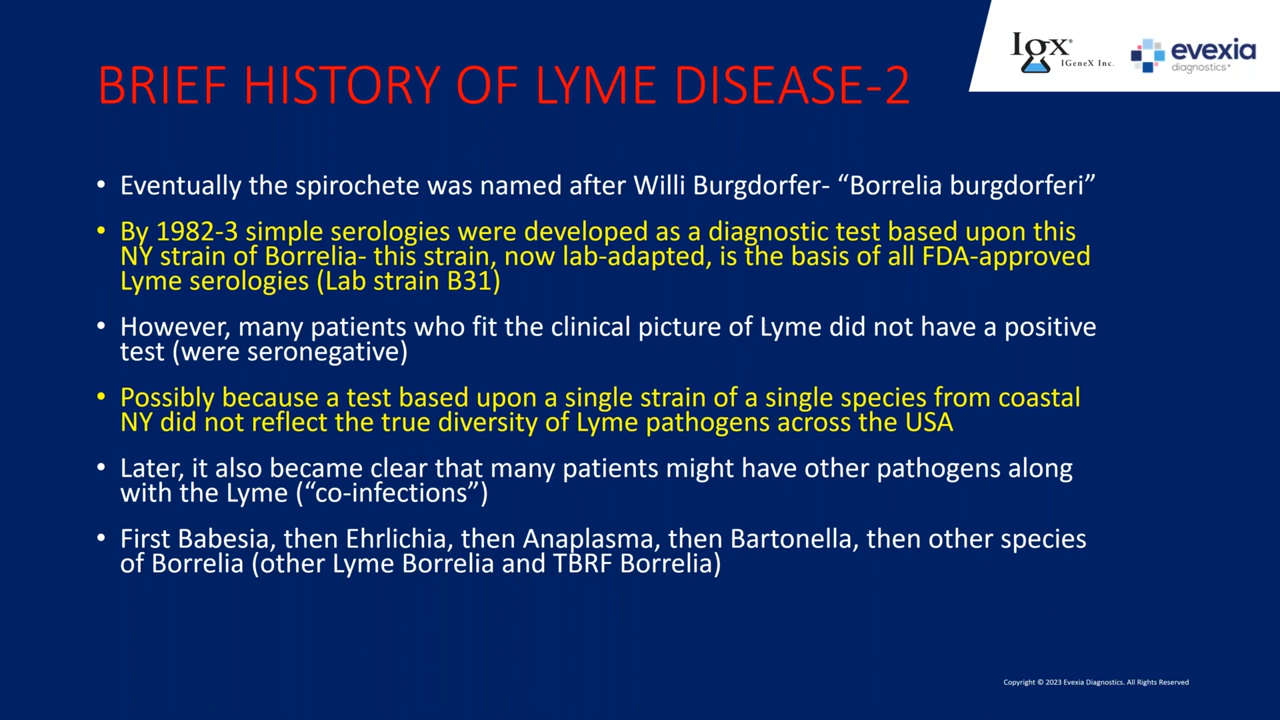 Igx®
IGeneX Inc.
evexia
diagnostics®
BRIEF HISTORY OF LYME DISEASE-2
• Eventually the spirochete was named after Willi Burgdorfer- “Borrelia burgdorferi”
• By 1982-3 simple serologies were developed as a diagnostic test based upon this
NY strain of Borrelia- this strain, now lab-adapted, is the basis of all FDA-approved
Lyme serologies (Lab strain B31)
• However, many patients who fit the clinical picture of Lyme did not have a positive
test (were seronegative)
• Possibly because a test based upon a single strain of a single species from coastal
NY did not reflect the true diversity of Lyme pathogens across the USA
• Later, it also became clear that many patients might have other pathogens along
with the Lyme (“co-infections”)
• First Babesia, then Ehrlichia, then Anaplasma, then Bartonella, then other species
of Borrelia (other Lyme Borrelia and TBRF Borrelia)
Copyright © 2023 Evexia Diagnostics. All Rights Reserved